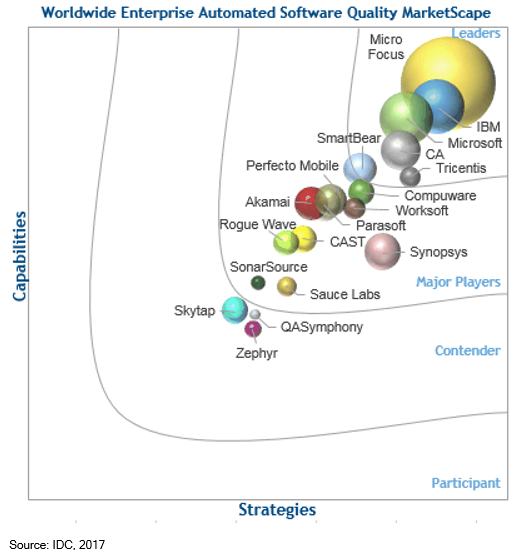 Worldwide Enterprise Automated Software Quality MarketScape
Leaders
Micro
Focus
IBM
Microsoft
SmartBear
CA
Tricentis
Perfecto Mobile
Compuware
Akamai
Worksoft
Parasoft
Rogue Wave
CAST
Synopsys
SonarSource
Major Players
Sauce Labs
Skytap
QASymphony
Zephyr
Contender
Participant
Capabilities
Strategies
Source: IDC, 2017